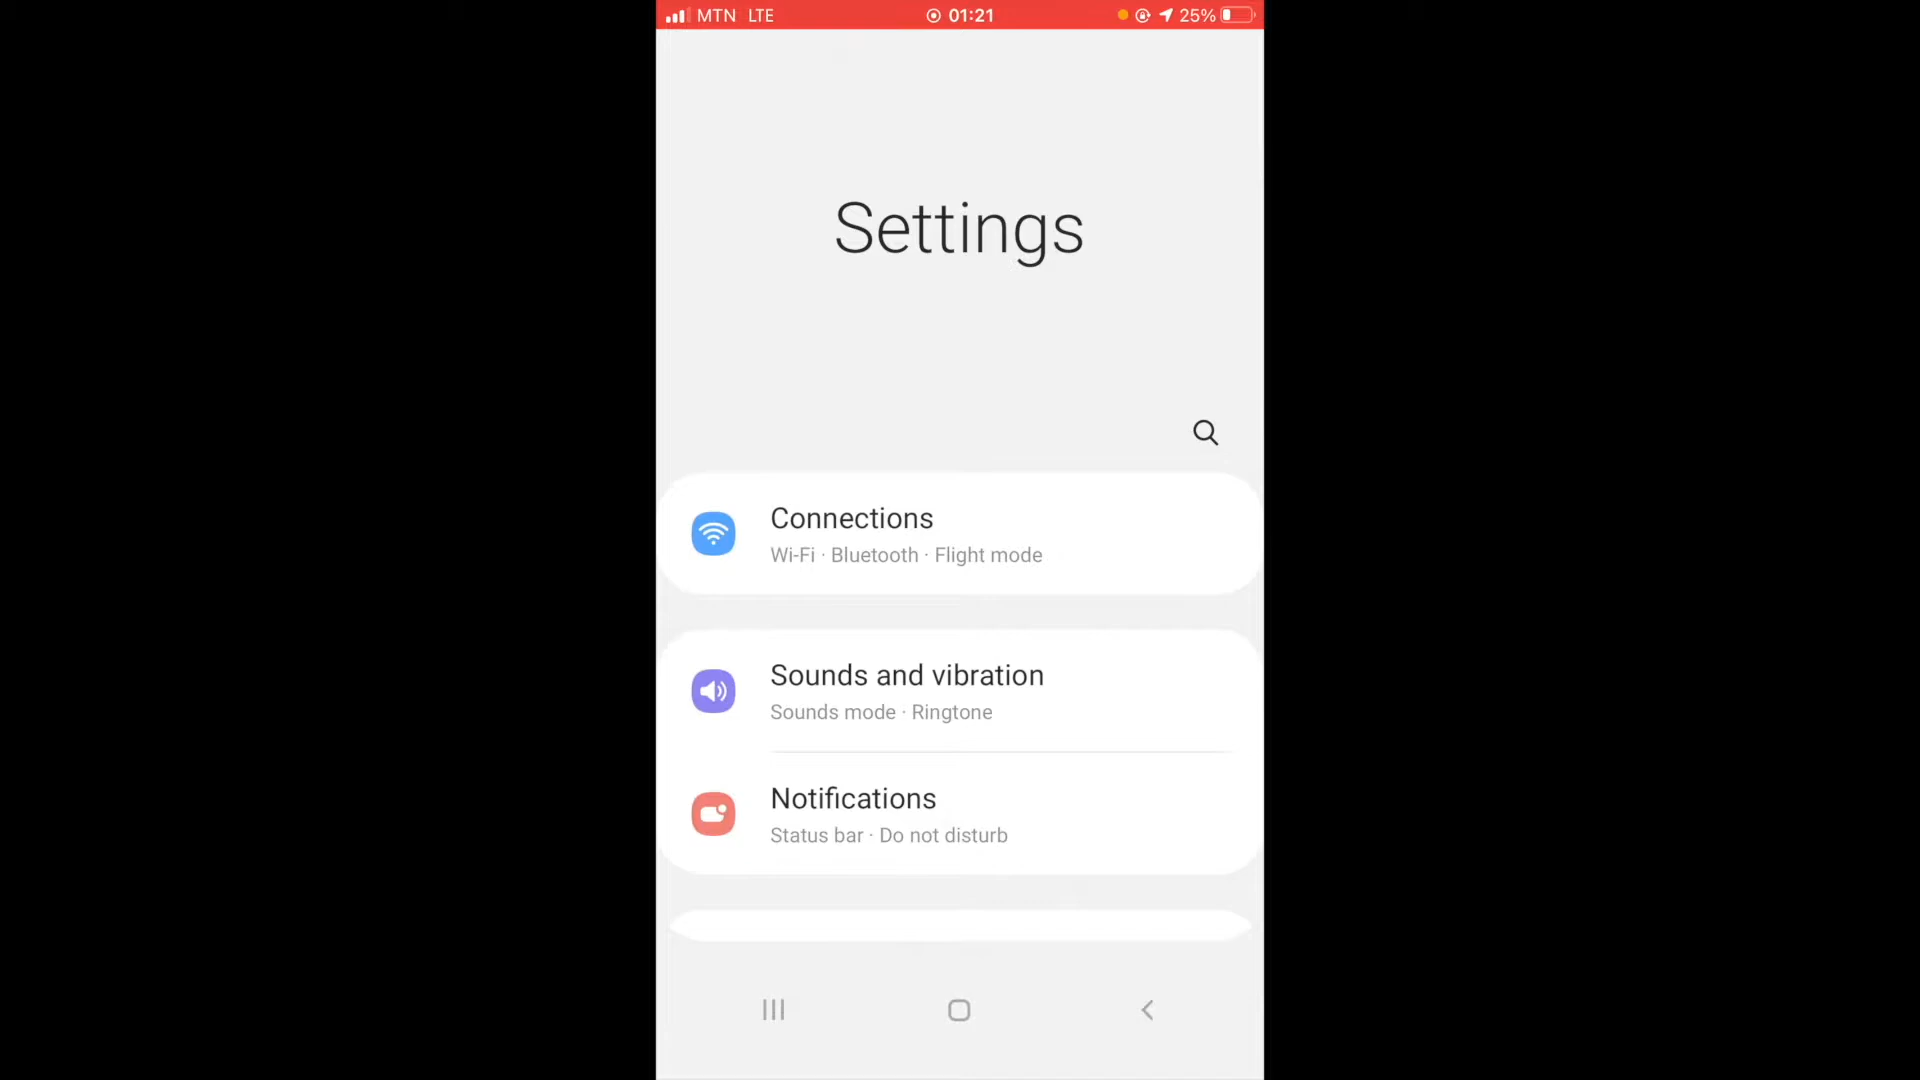 MTN LTE 01:21 25%
Settings
Connections
Wi-Fi · Bluetooth · Flight mode
Sounds and vibration
Sounds mode · Ringtone
Notifications
Status bar · Do not disturb